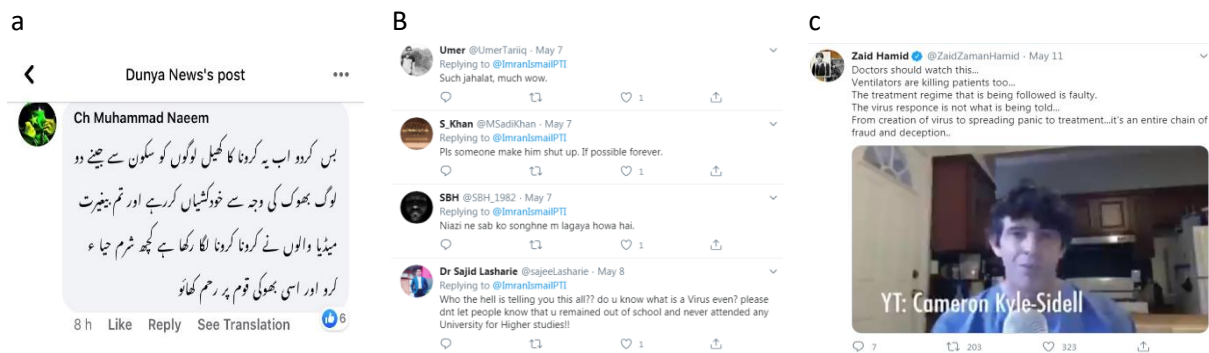 a
Dunya News's post
Ch Muhammad Naeem
بس کردو اب یہ کرونا کا کھیل لوگوں کو سکون سے جینے دو
لوگ بھوک کی وجہ سے خودکشیاں کررہے اور تم بیغیرت
میڈیا والوں نے کرونا کرونا لگا رکھا ہے کچھ شرم حیا ء
کرو اور اسی بھوکی قوم پر رحم کھائو
8 h Like Reply See Translation 6
B
Umer @UmerTariiq · May 7
Replying to @ImranIsmailPTI
Such jahalat, much wow.
1
S_Khan @MSadiKhan · May 7
Replying to @ImranIsmailPTI
Pls someone make him shut up. If possible forever.
1
SBH @SBH_1982 · May 7
Replying to @ImranIsmailPTI
Niazi ne sab ko songhne m lagaya howa hai.
1
Dr Sajid Lasharie @sajeeLasharie · May 8
Replying to @ImranIsmailPTI
Who the hell is telling you this all?? do u know what is a Virus even? please
dnt let people know that u remained out of school and never attended any
University for Higher studies!!
1
c
Zaid Hamid @ZaidZamanHamid · May 11
Doctors should watch this...
Ventilators are killing patients too...
The treatment regime that is being followed is faulty.
The virus responce is not what is being told...
From creation of virus to spreading panic to treatment...it's an entire chain of
fraud and deception..
YT: Cameron Kyle-Sidell
7 203 323